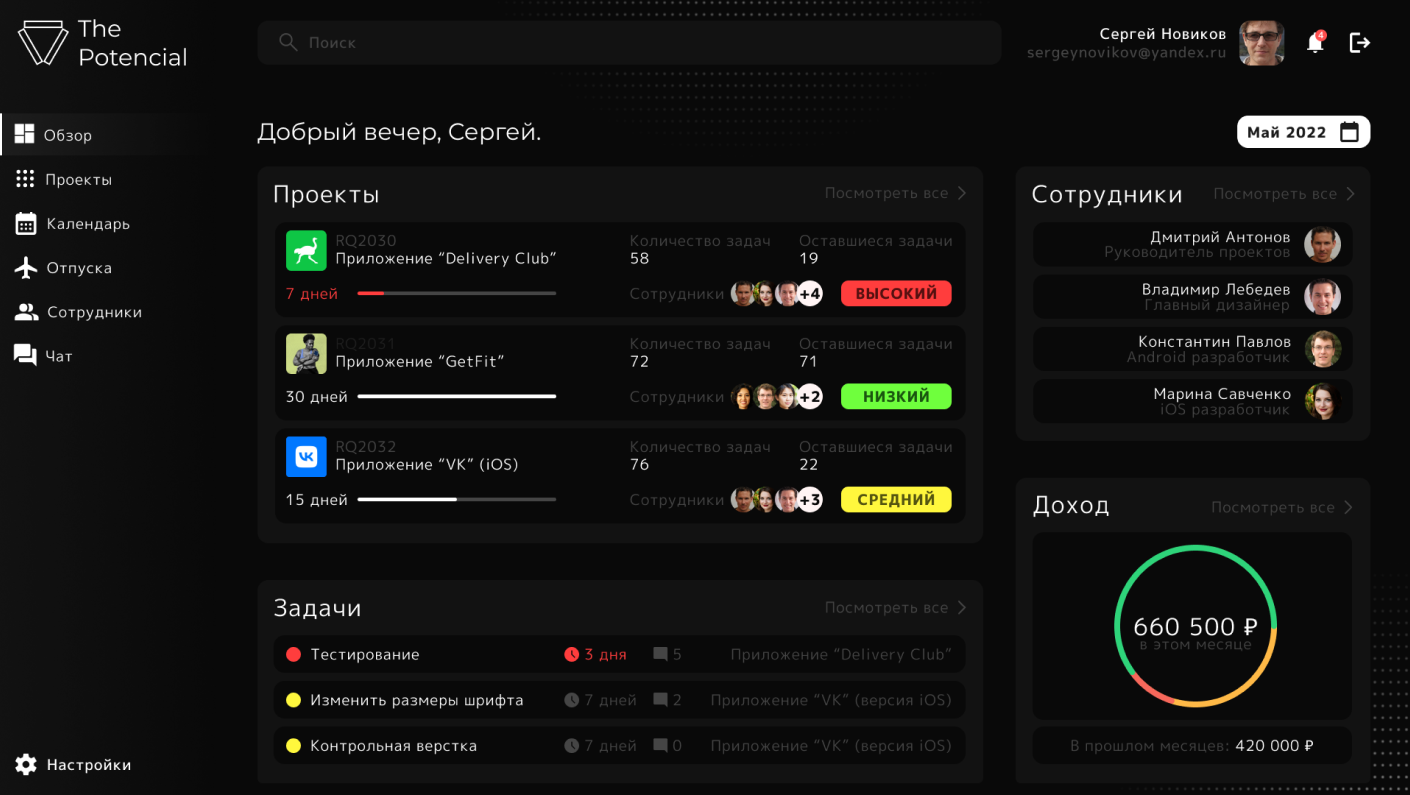 The
Potencial
Поиск
Сергей Новиков
sergeynovikov@yandex.ru
4
Обзор
Проекты
Календарь
Отпуска
Сотрудники
Чат
Настройки
Добрый вечер, Сергей.
Май 2022
Проекты
Посмотреть все
RQ2030
Приложение “Delivery Club”
Количество задач
58
Оставшиеся задачи
19
7 дней
Сотрудники
+4
ВЫСОКИЙ
RQ2031
Приложение “GetFit”
Количество задач
72
Оставшиеся задачи
71
30 дней
Сотрудники
+2
НИЗКИЙ
RQ2032
Приложение “VK” (iOS)
Количество задач
76
Оставшиеся задачи
22
15 дней
Сотрудники
+3
СРЕДНИЙ
Задачи
Посмотреть все
Тестирование
3 дня
5
Приложение “Delivery Club”
Изменить размеры шрифта
7 дней
2
Приложение “VK” (версия iOS)
Контрольная верстка
7 дней
0
Приложение “VK” (версия iOS)
Сотрудники
Посмотреть все
Дмитрий Антонов
Руководитель проектов
Владимир Лебедев
Главный дизайнер
Константин Павлов
Android разработчик
Марина Савченко
iOS разработчик
Доход
Посмотреть все
660 500 ₽
в этом месяце
В прошлом месяцев: 420 000 ₽